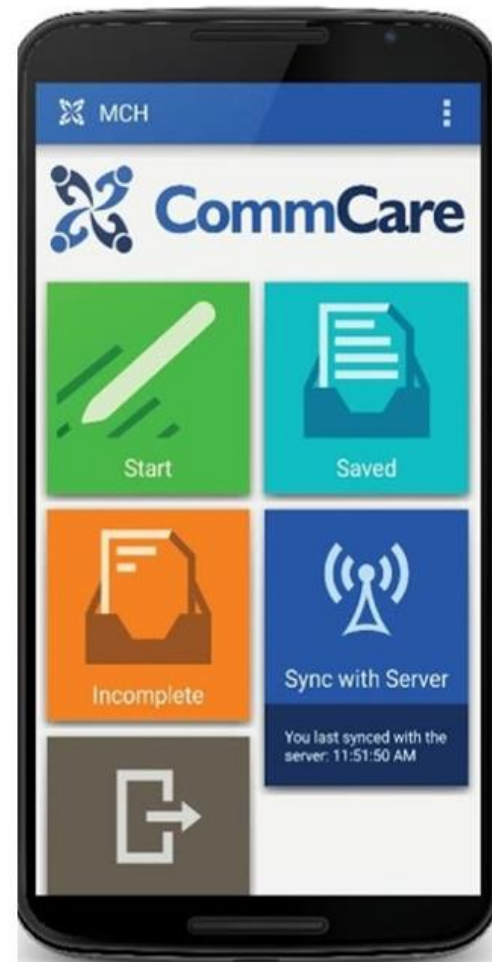 MCH
CommCare
Start
Saved
Incomplete
Sync with Server
You last synced with the
server: 11:51:50 AM